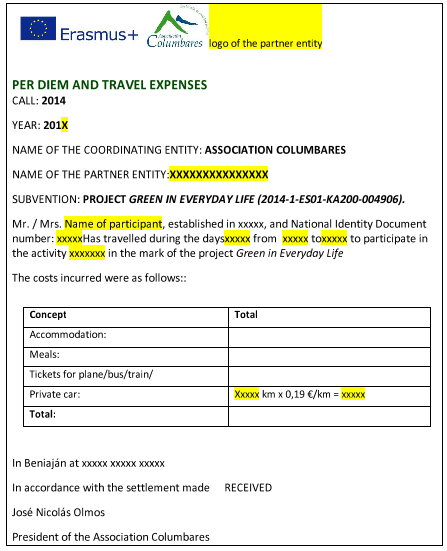 Erasmus+
Asociación
Columbares
logo of the partner entity
PER DIEM AND TRAVEL EXPENSES
CALL: 2014
YEAR: 201X
NAME OF THE COORDINATING ENTITY: ASSOCIATION COLUMBARES
NAME OF THE PARTNER ENTITY:XXXXXXXXXXXXXXX
SUBVENTION: PROJECT GREEN IN EVERYDAY LIFE (2014-1-ES01-KA200-004906).
Mr. / Mrs. Name of participant, established in xxxxx, and National Identity Document
number: xxxxxHas travelled during the daysxxxxx from xxxxx toxxxxx to participate in
the activity xxxxxxx in the mark of the project Green in Everyday Life
The costs incurred were as follows::
Concept Total
Accommodation:
Meals:
Tickets for plane/bus/train/
Private car: Xxxxx km x 0,19 €/km = xxxxx
Total:
In Beniaján at xxxxx xxxxx xxxxx
In accordance with the settlement made RECEIVED
José Nicolás Olmos
President of the Association Columbares